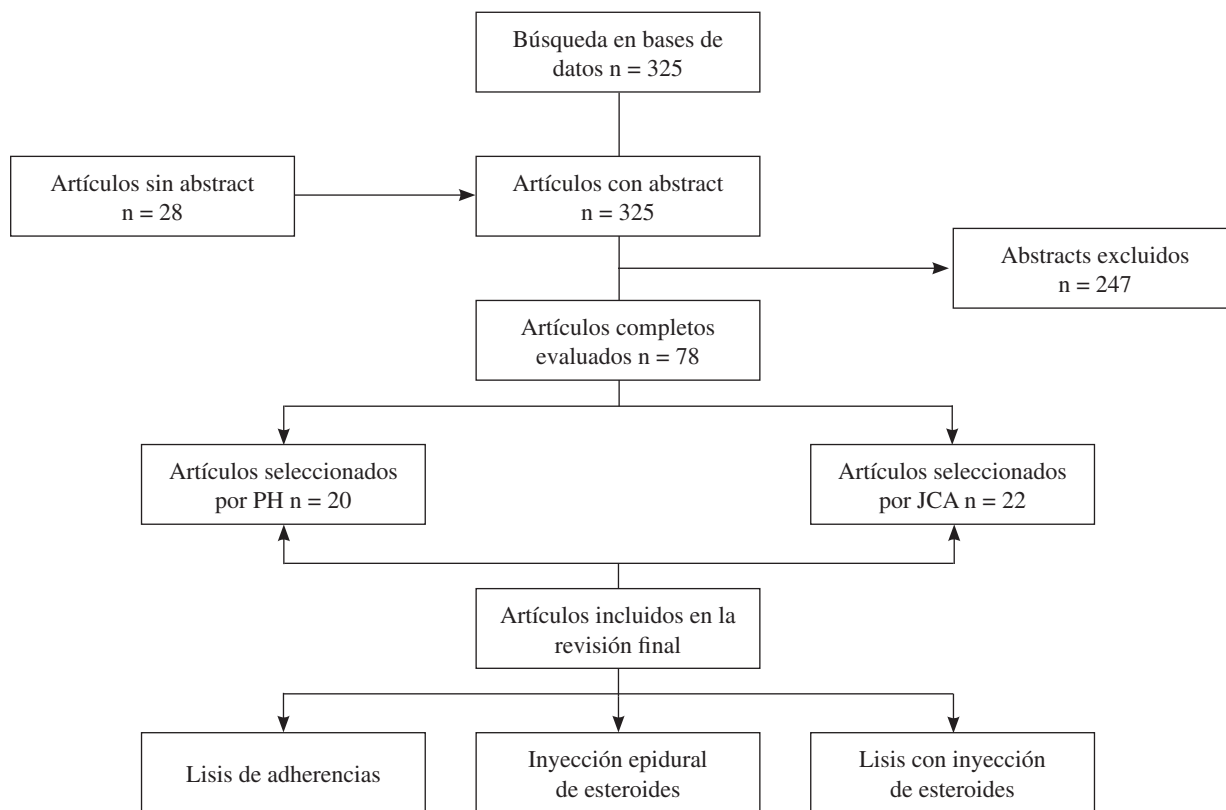 Búsqueda en bases de
datos n = 325
Artículos sin abstract
n = 28
Artículos con abstract
n = 325
Abstracts excluidos
n = 247
Artículos completos
evaluados n = 78
Artículos seleccionados
por PH n = 20
Artículos seleccionados
por JCA n = 22
Artículos incluidos en la
revisión final
Lisis de adherencias
Inyección epidural
de esteroides
Lisis con inyección
de esteroides